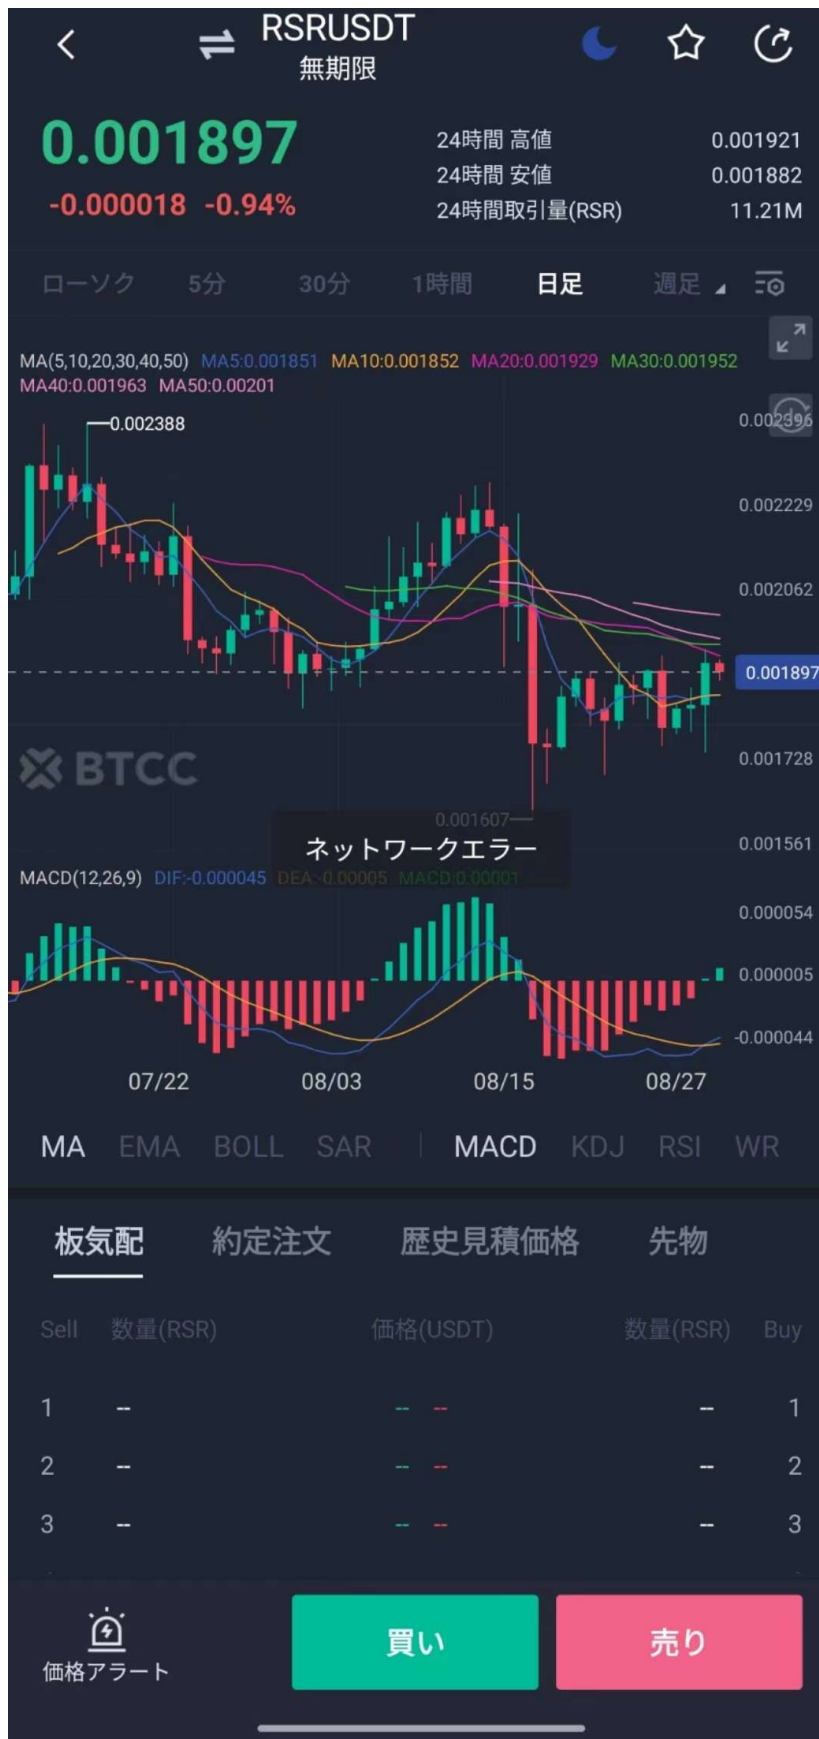 RSRUSDT
無期限
0.001897
-0.000018 -0.94%
24時間 高値 0.001921
24時間 安値 0.001882
24時間取引量(RSR) 11.21M
ローソク 5分 30分 1時間 日足 週足
MA(5,10,20,30,40,50) MA5:0.001851 MA10:0.001852 MA20:0.001929 MA30:0.001952
MA40:0.001963 MA50:0.00201
0.002388
0.002396
0.002229
0.002062
0.001897
BTCC
0.001728
0.001607
ネットワークエラー
0.001561
MACD(12,26,9) DIF:-0.000045 DEA:-0.00005 MACD:0.00001
0.000054
0.000005
-0.000044
07/22 08/03 08/15 08/27
MA EMA BOLL SAR MACD KDJ RSI WR
板気配 約定注文 歴史見積価格 先物
Sell 数量(RSR) 価格(USDT) 数量(RSR) Buy
1 -- -- -- -- 1
2 -- -- -- -- 2
3 -- -- -- -- 3
価格アラート 買い 売り